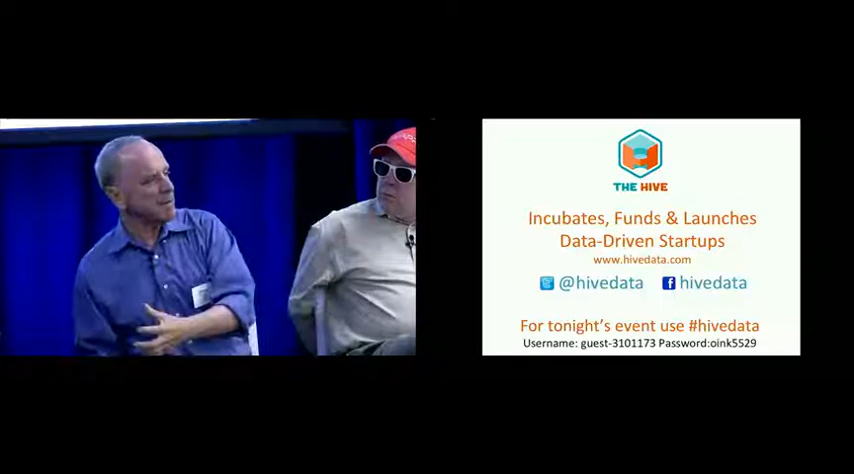 THE HIVE
Incubates, Funds & Launches
Data-Driven Startups
www.hivedata.com
@hivedata hivedata
For tonight's event use #hivedata
Username: guest-3101173 Password:oink5529